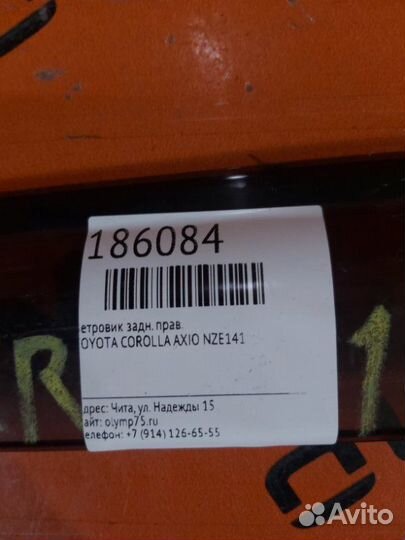 186084
етровик задн. прав.
OYOTA COROLLA AXIO NZE141
R 1
дрес: Чита, ул. Надежды 15
айт: olymp75.ru
елефон: +7 (914) 126-65-55
Avito